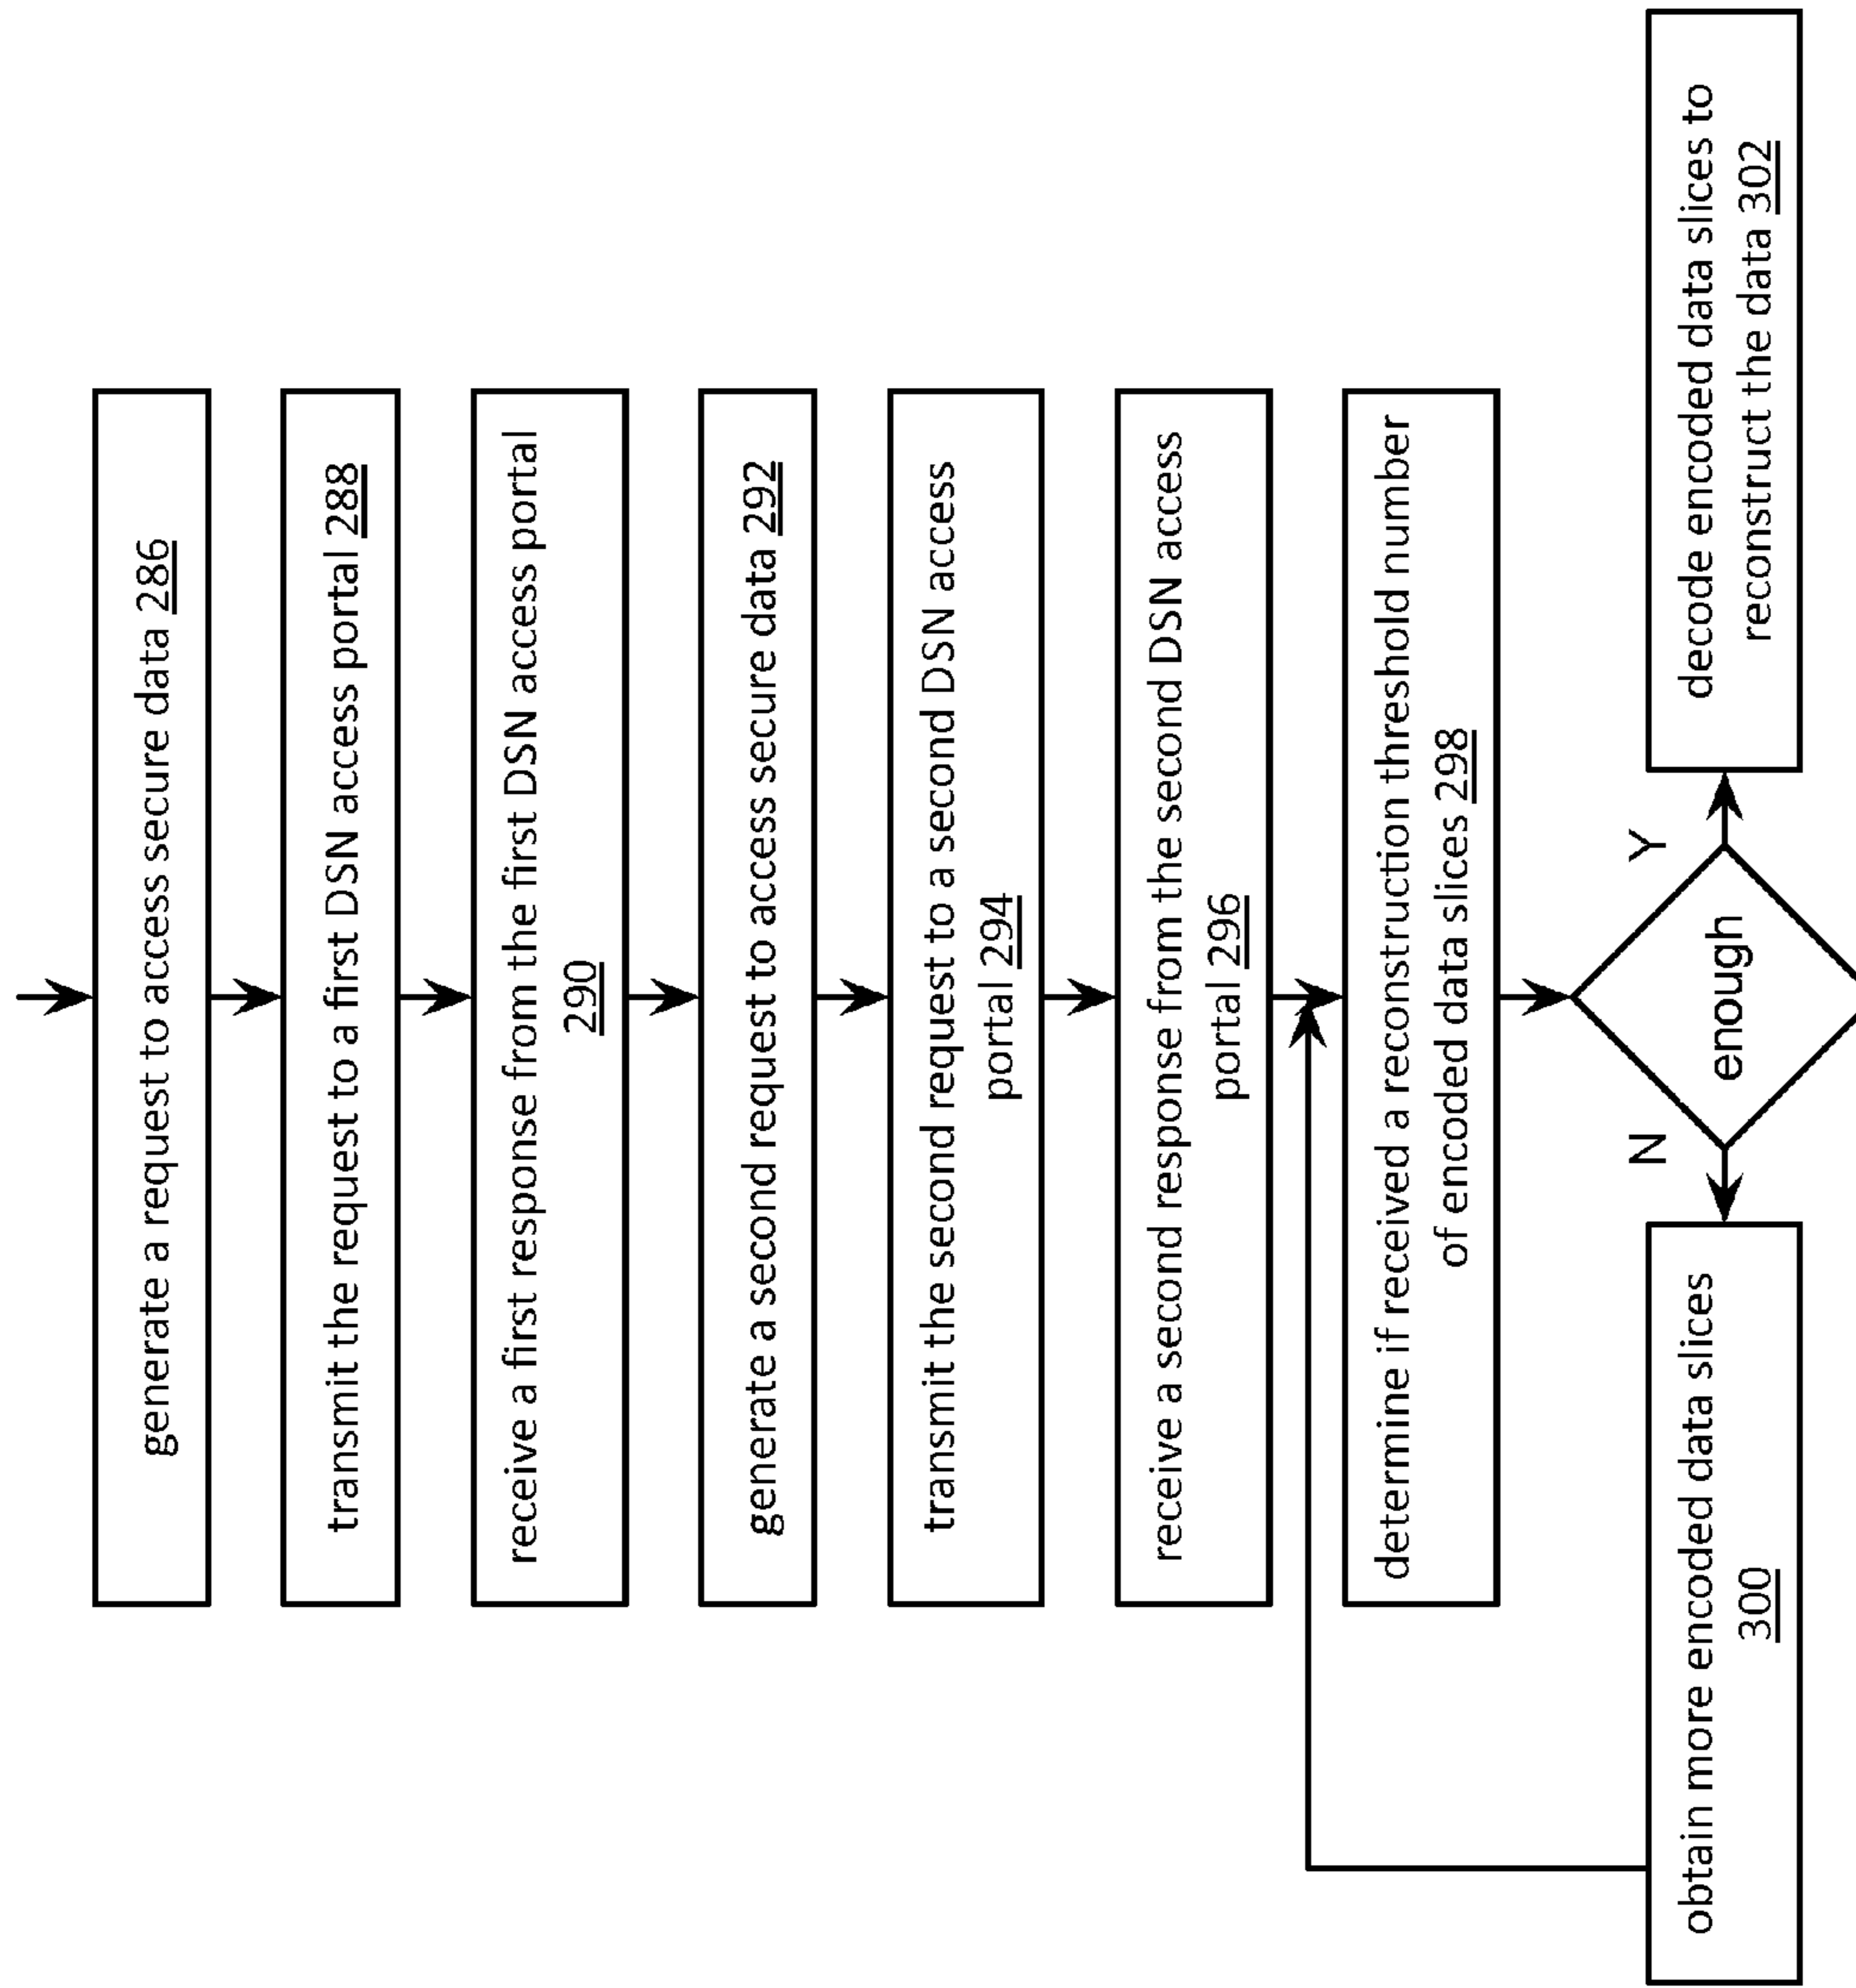 generate a request to access secure data 286
transmit the request to a first DSN access portal 288
receive a first response from the first DSN access portal
290
generate a second request to access secure data 292
transmit the second request to a second DSN access
portal 294
receive a second response from the second DSN access
portal 296
determine if received a reconstruction threshold number
of encoded data slices 298
N
enough
Y
obtain more encoded data slices
300
decode encoded data slices to
reconstruct the data 302